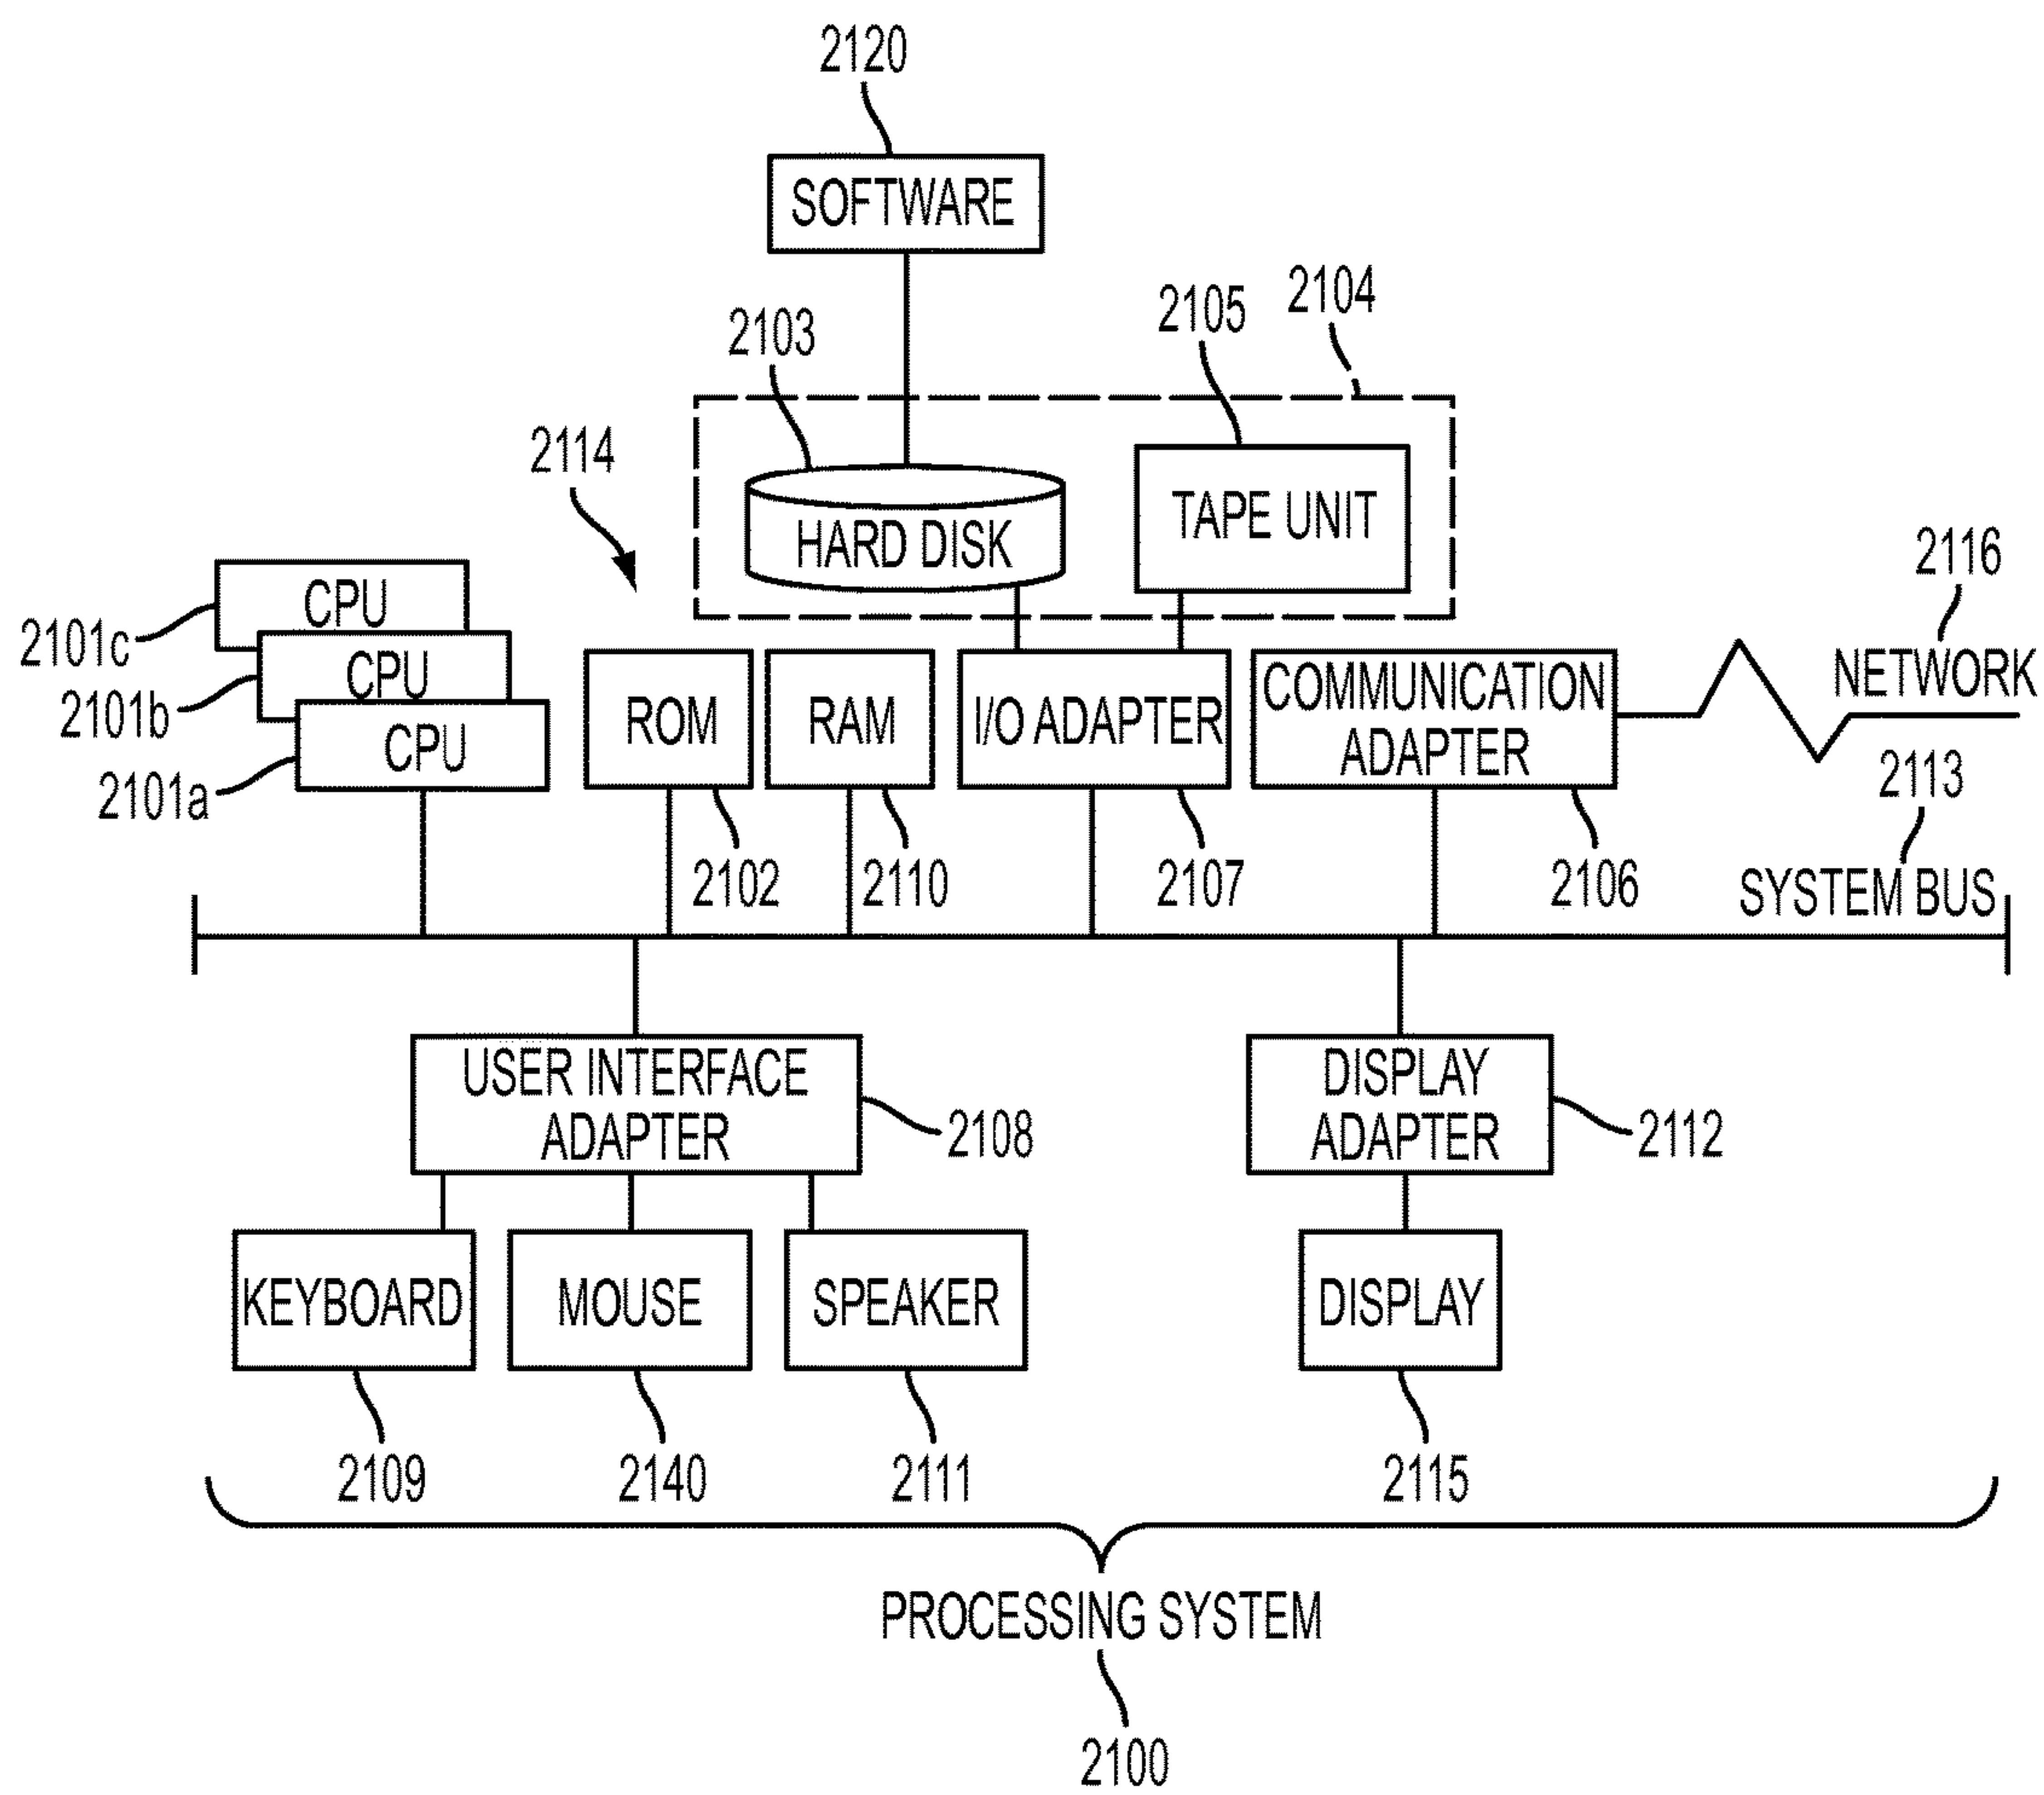 2120
SOFTWARE
2104
2105
2103
2114
HARD DISK
TAPE UNIT
2116
CPU
2101c
CPU
2101b
CPU
2101a
ROM
RAM
I/O ADAPTER
COMMUNICATION
ADAPTER
NETWORK
2113
2102
2110
2107
2106
SYSTEM BUS
USER INTERFACE
ADAPTER
2108
DISPLAY
ADAPTER
2112
KEYBOARD
MOUSE
SPEAKER
DISPLAY
2109
2140
2111
2115
PROCESSING SYSTEM
2100